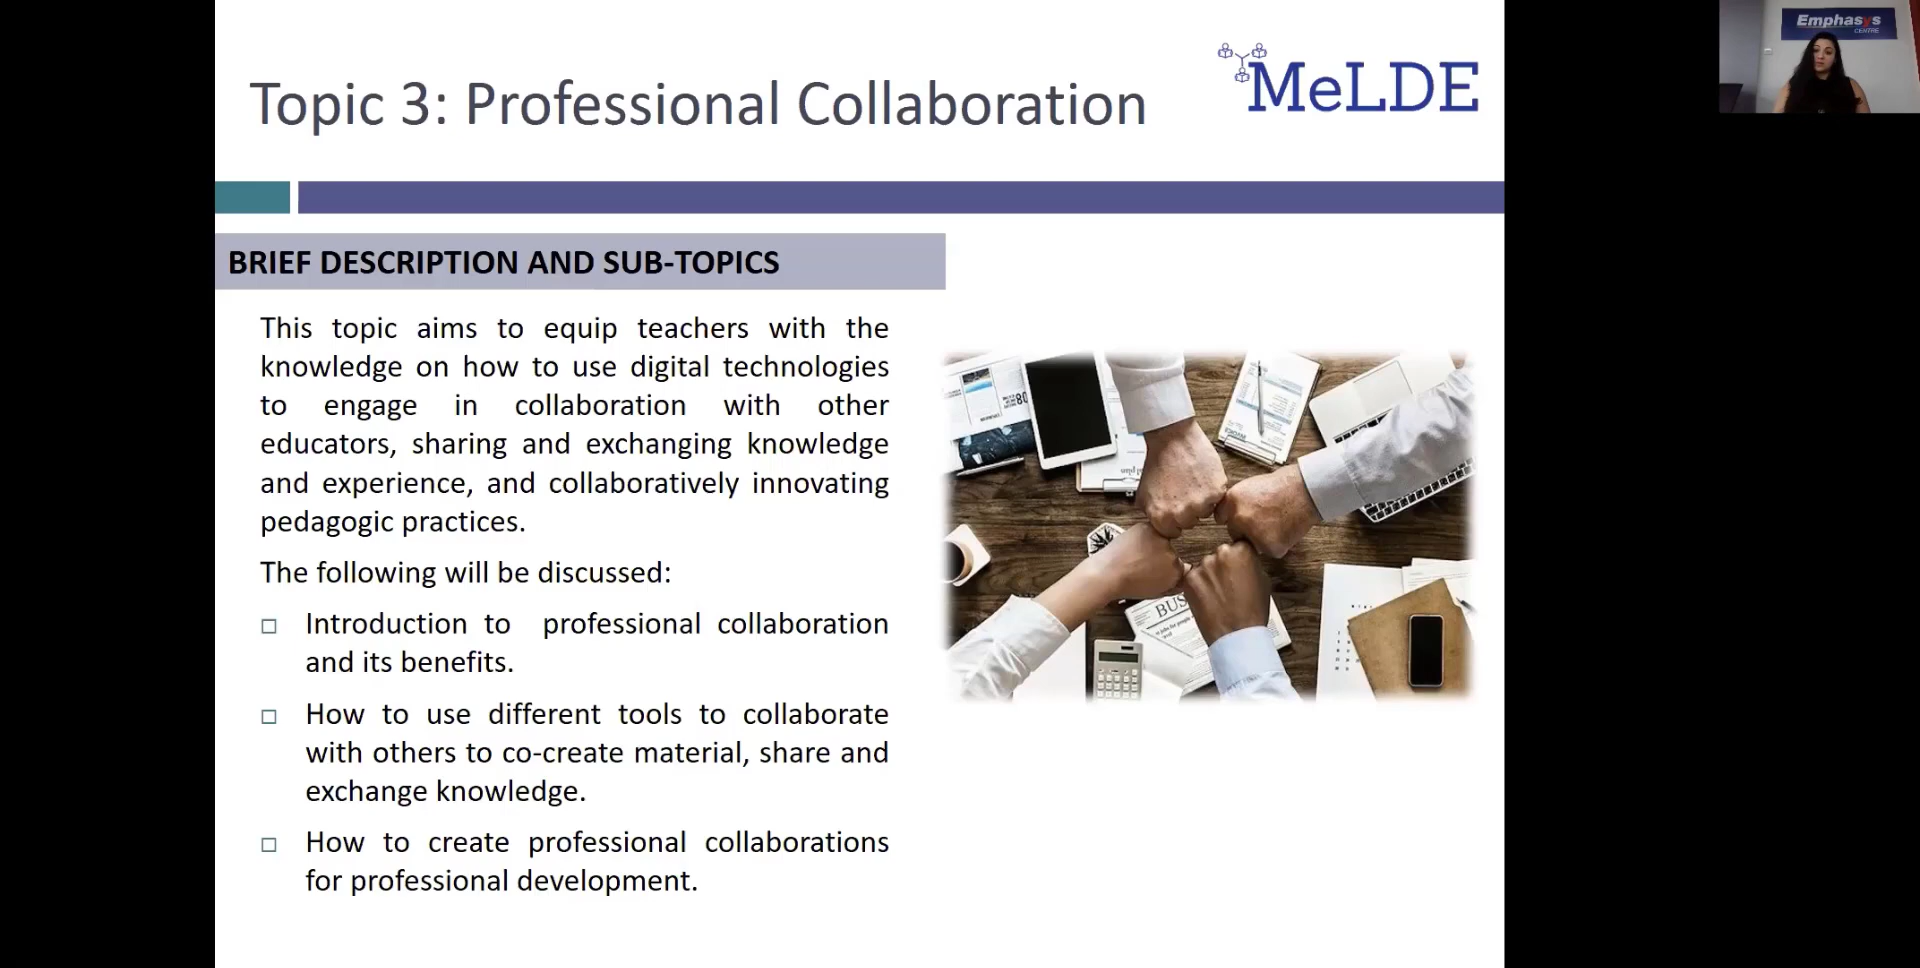 Topic 3: Professional Collaboration
MeLDE
Emphasys
CENTRE
BRIEF DESCRIPTION AND SUB-TOPICS
This topic aims to equip teachers with the
knowledge on how to use digital technologies
to engage in collaboration with other
educators, sharing and exchanging knowledge
and experience, and collaboratively innovating
pedagogic practices.
The following will be discussed:
Introduction to professional collaboration
and its benefits.
How to use different tools to collaborate
with others to co-create material, share and
exchange knowledge.
How to create professional collaborations
for professional development.
BUS